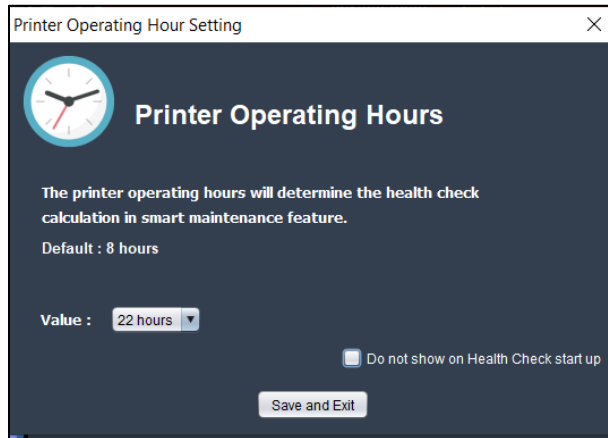 Printer Operating Hour Setting
Printer Operating Hours
The printer operating hours will determine the health check
calculation in smart maintenance feature.
Default : 8 hours
Value : 22 hours
Do not show on Health Check start up
Save and Exit